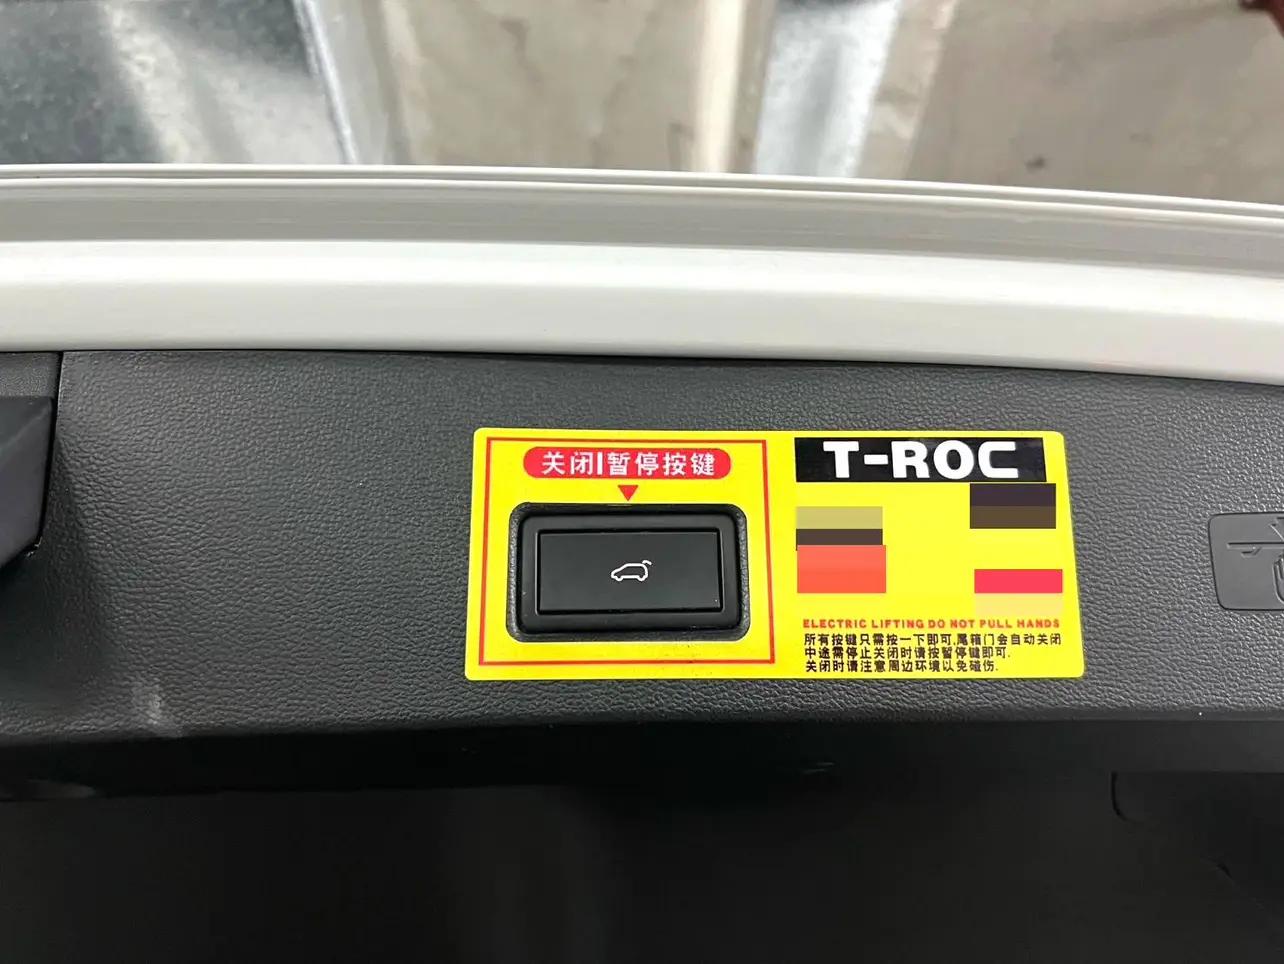 关闭|暂停按键
T-ROC
ELECTRIC LIFTING DO NOT PULL HANDS
所有按键只需按一下即可,尾箱门会自动关闭
中途需停止关闭时请按暂停键即可.
关闭时请注意周边环境以免碰伤.